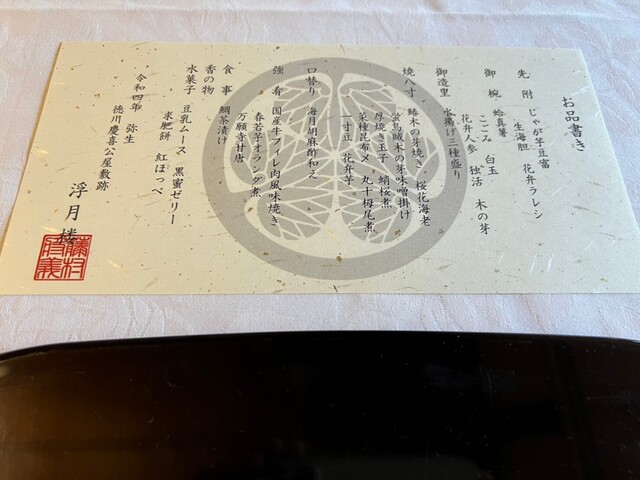 お品書き
先附 じゃが芋豆富 花弁ラレシ
生海胆
御椀 蛤真薯 白玉 木の芽
こごみ 独活
花弁人参
御造里 水揚げ三種盛り
焼八寸 鰆木の芽焼き 桜花海老
蛍烏賊木の芽味噌掛け
厚焼き玉子 蛸桜煮
菜種昆布〆 丸十梔尾煮
一寸豆 花弁芋
口替り 海月胡麻酢和え
強肴 国産牛フィレ肉風味焼き
春若芋オランダ煮
万願寺甘唐
食事 鯛茶漬け
香の物
水菓子 豆乳ムース 黒蜜ゼリー
求肥餅 紅ほっぺ
令和四年 弥生
徳川慶喜公屋敷跡
浮月楼